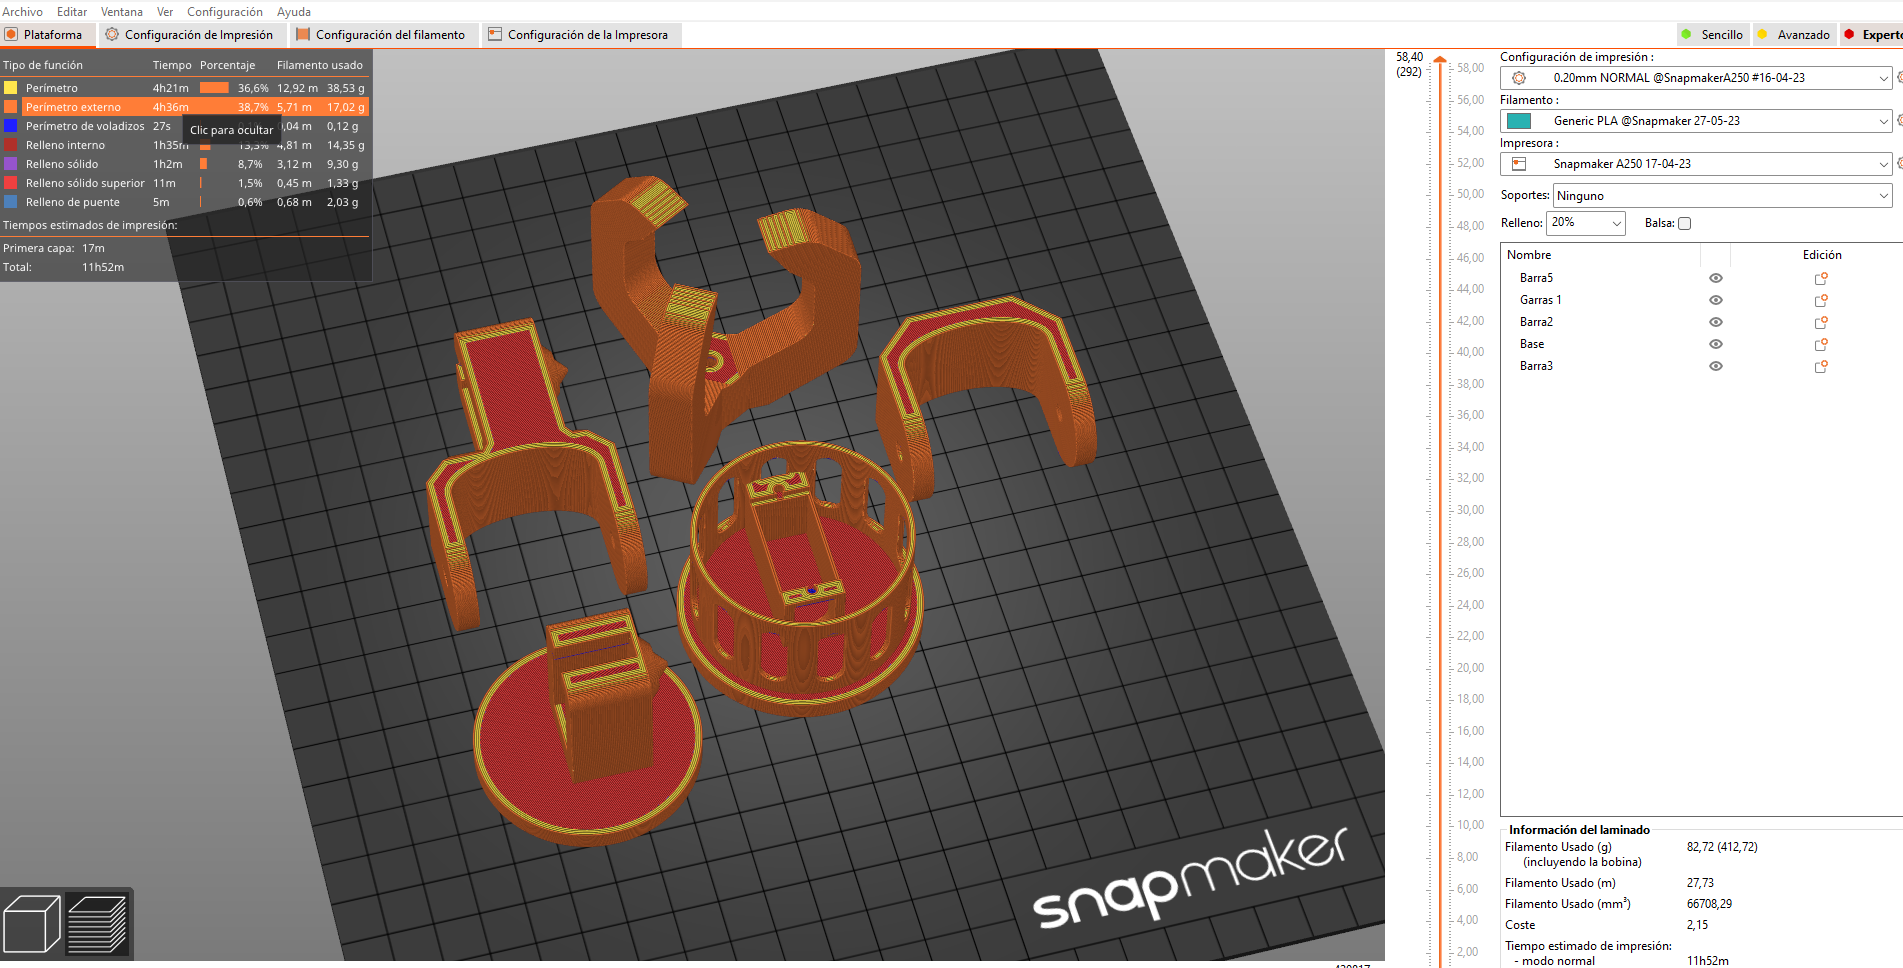 Archivo Editar Ventana Ver Configuración Ayuda
Plataforma Configuración de Impresión Configuración del filamento Configuración de la Impresora Sencillo Avanzado Experto
Tipo de función Tiempo Porcentaje Filamento usado
Perímetro 4h21m 36,6% 12,92 m 38,53 g
Perímetro externo 4h36m 38,7% 5,71 m 17,02 g
Perímetro de voladizos 27s 0,04 m 0,12 g
Clic para ocultar
Relleno interno 1h35m 13,3% 4,81 m 14,35 g
Relleno sólido 1h2m 8,7% 3,12 m 9,30 g
Relleno sólido superior 11m 1,5% 0,45 m 1,33 g
Relleno de puente 5m 0,6% 0,68 m 2,03 g
Tiempos estimados de impresión:
Primera capa: 17m
Total: 11h52m
snapmaker
58,40
(292)
58,00
56,00
54,00
52,00
50,00
48,00
46,00
44,00
42,00
40,00
38,00
36,00
34,00
32,00
30,00
28,00
26,00
24,00
22,00
20,00
18,00
16,00
14,00
12,00
10,00
8,00
6,00
4,00
2,00
Configuración de impresión :
0.20mm NORMAL @SnapmakerA250 #16-04-23
Filamento :
Generic PLA @Snapmaker 27-05-23
Impresora :
Snapmaker A250 17-04-23
Soportes: Ninguno
Relleno: 20% Balsa:
Nombre Edición
Barra5
Garras 1
Barra2
Base
Barra3
Información del laminado
Filamento Usado (g) 82,72 (412,72)
(incluyendo la bobina)
Filamento Usado (m) 27,73
Filamento Usado (mm³) 66708,29
Coste 2,15
Tiempo estimado de impresión:
- modo normal 11h52m